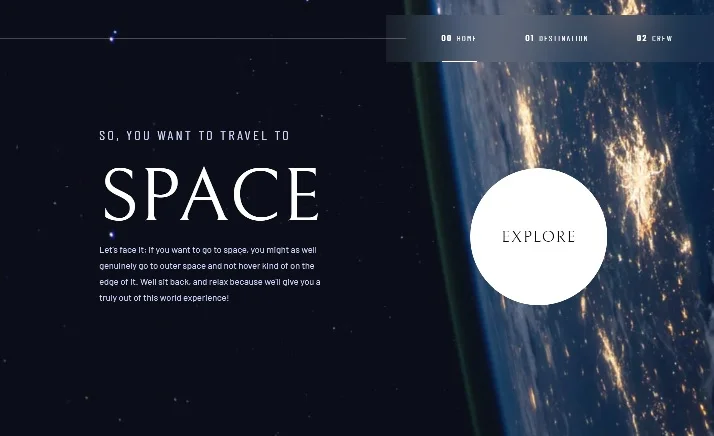 00 HOME
01 DESTINATION
02 CREW
SO, YOU WANT TO TRAVEL TO
SPACE
Let's face it; if you want to go to space, you might as well
genuinely go to outer space and not hover kind of on the
edge of it. Well sit back, and relax because we'll give you a
truly out of this world experience!
EXPLORE